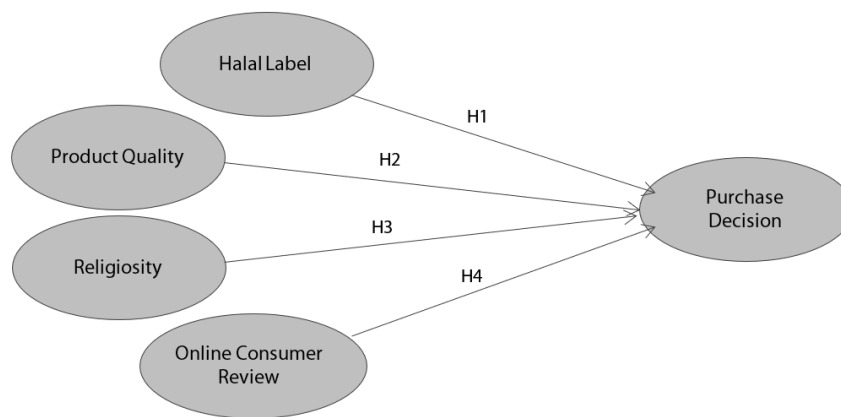 Halal Label
H1
Product Quality
H2
Purchase
Decision
H3
Religiosity
H4
Online Consumer
Review